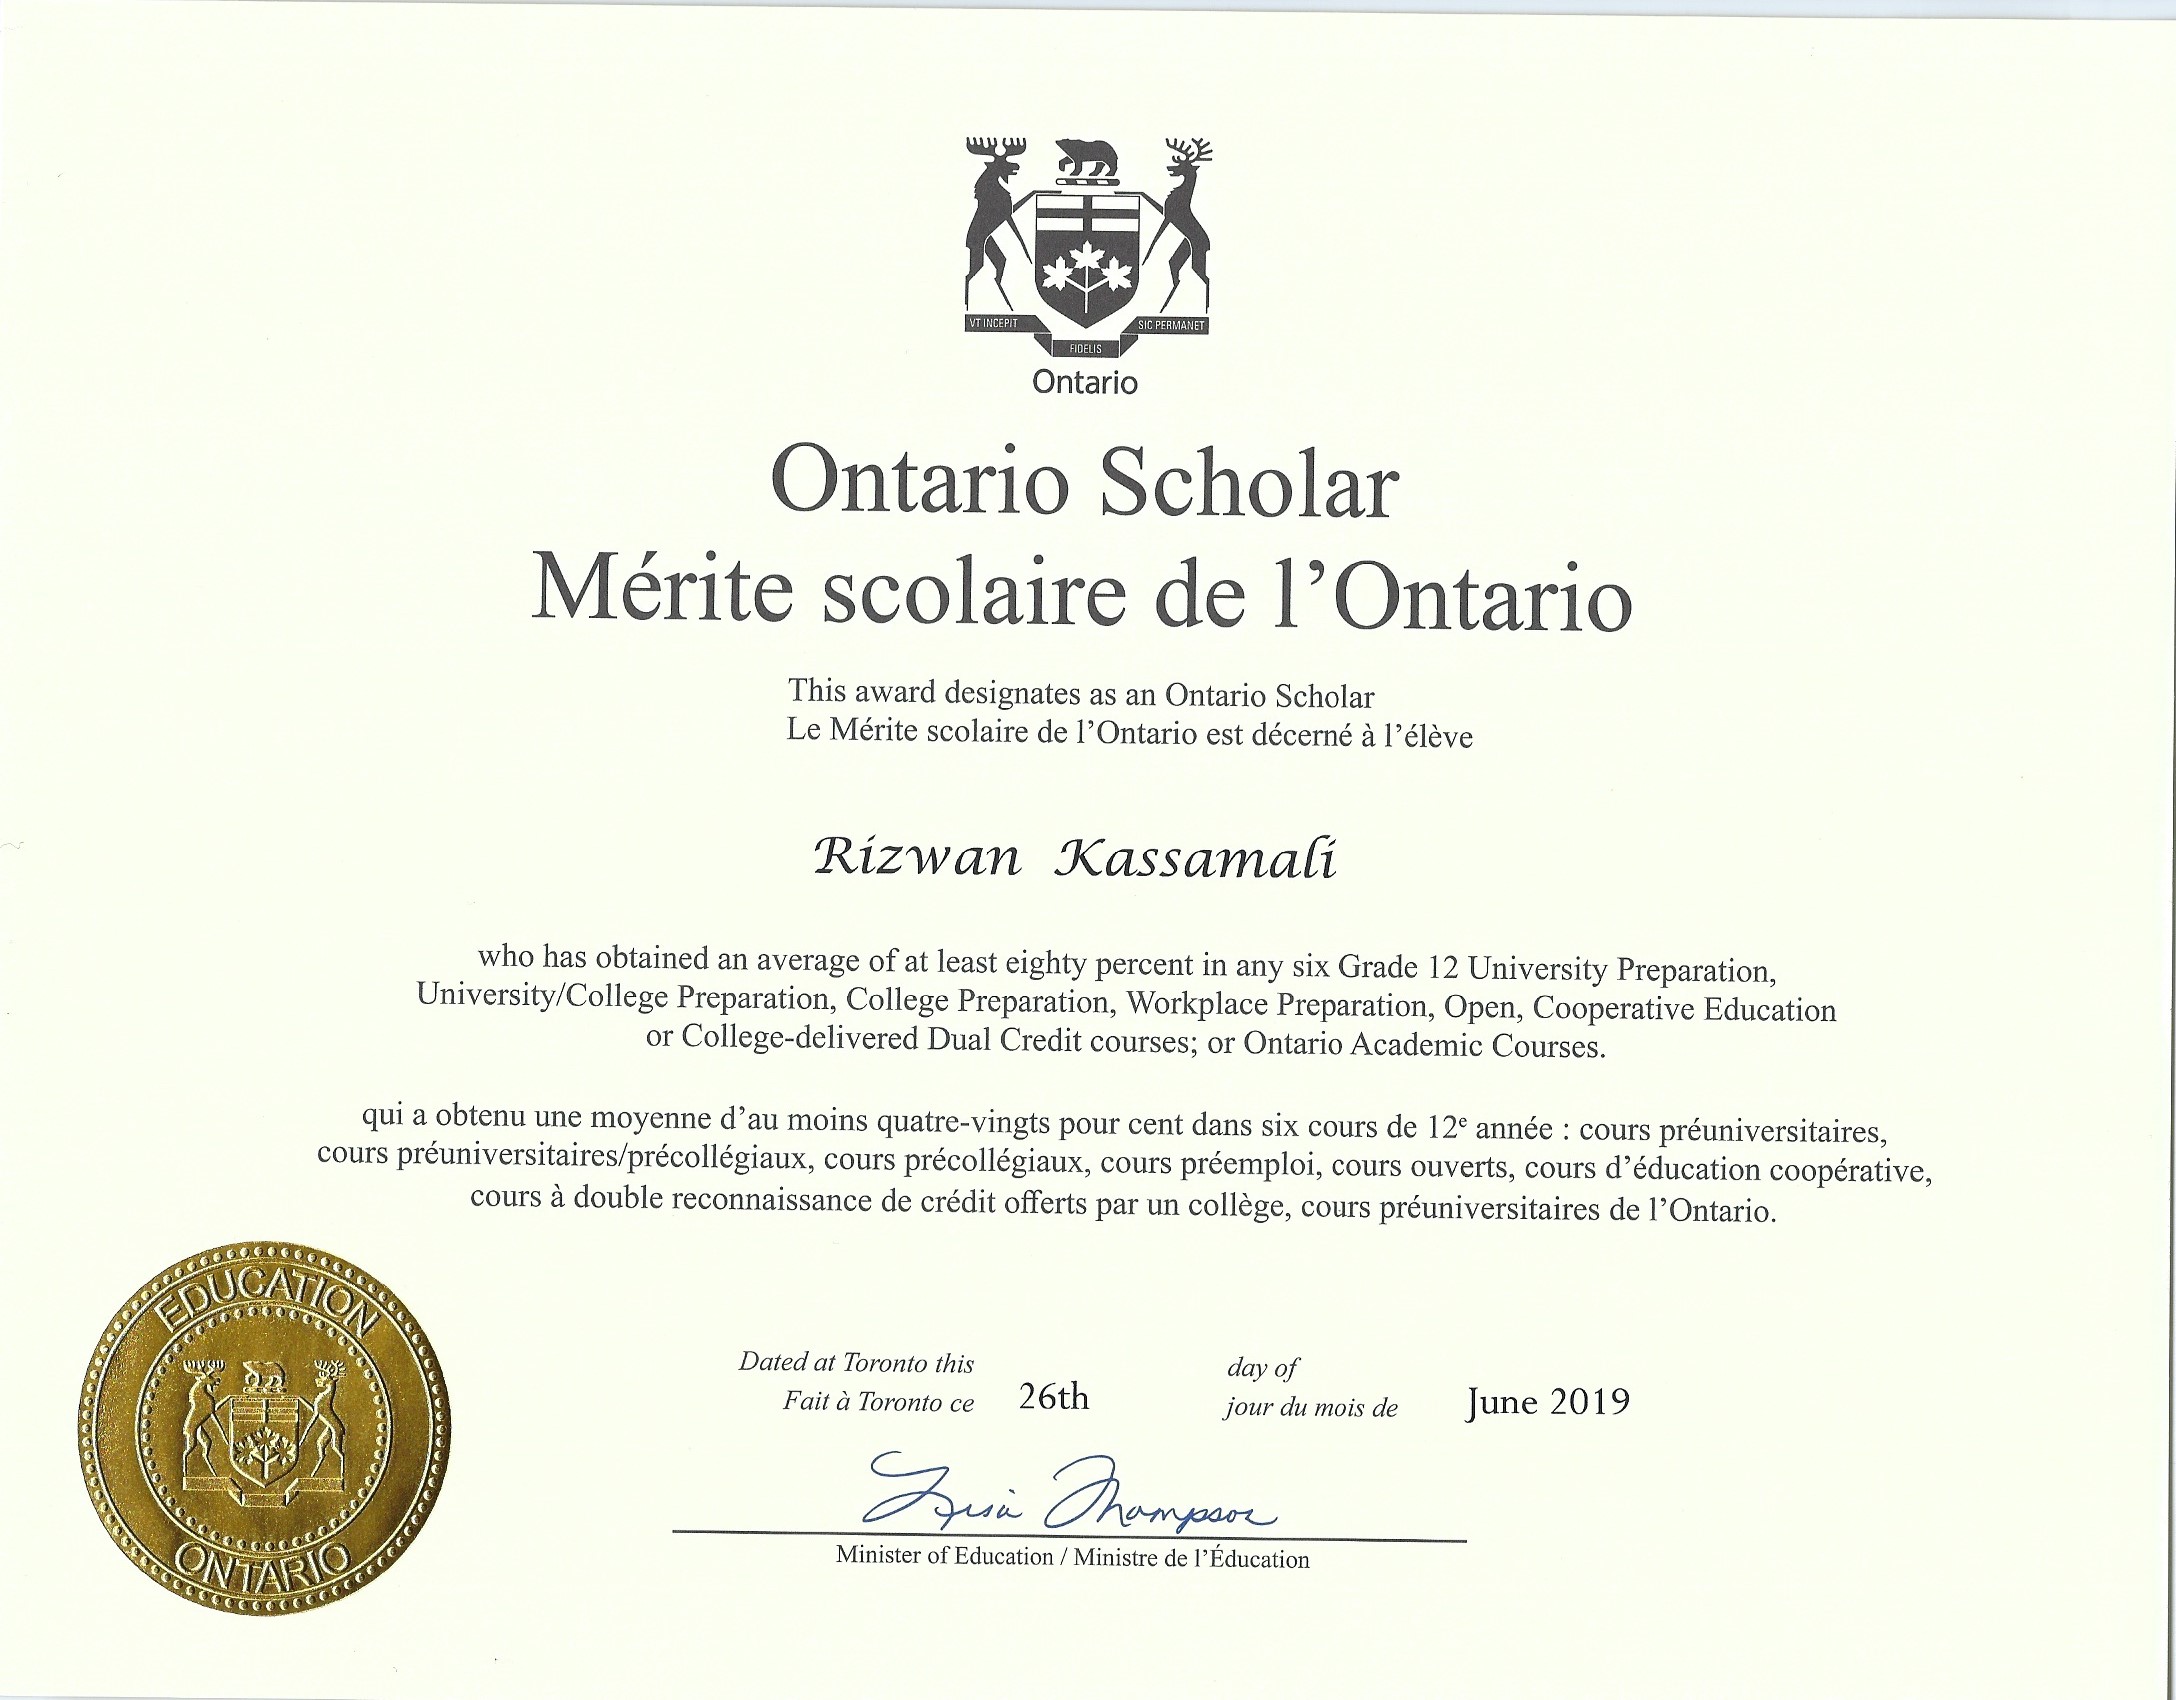 VT INCEPIT
SIC PERMANET
FIDELIS
Ontario
Ontario Scholar
Mérite scolaire de l’Ontario
This award designates as an Ontario Scholar
Le Mérite scolaire de l’Ontario est décerné à l’élève
Rizwan Kassamali
who has obtained an average of at least eighty percent in any six Grade 12 University Preparation,
University/College Preparation, College Preparation, Workplace Preparation, Open, Cooperative Education
or College-delivered Dual Credit courses; or Ontario Academic Courses.
qui a obtenu une moyenne d’au moins quatre-vingts pour cent dans six cours de 12e année : cours préuniversitaires,
cours préuniversitaires/précollégiaux, cours précollégiaux, cours préemploi, cours ouverts, cours d’éducation coopérative,
cours à double reconnaissance de crédit offerts par un collège, cours préuniversitaires de l’Ontario.
EDUCATION
ONTARIO
Dated at Toronto this day of
Fait à Toronto ce 26th jour du mois de June 2019
Lisa Thompson
Minister of Education / Ministre de l’Éducation